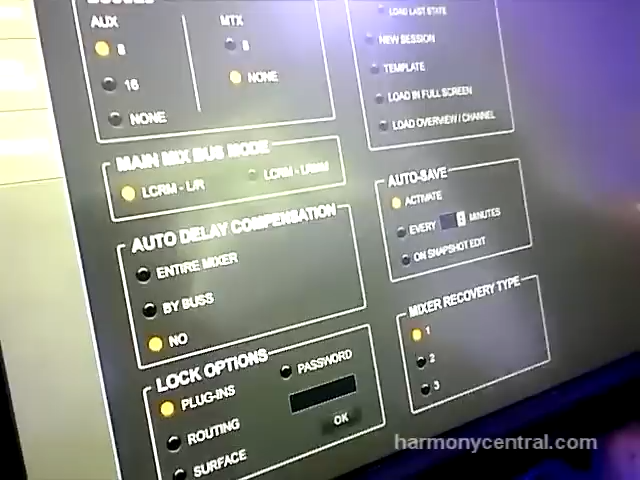 AUX
8
16
NONE
MTX
8
NONE
MAIN MIX BUS MODE
LCRM - L/R
AUTO DELAY COMPENSATION
ENTIRE MIXER
BY BUSS
NO
LOCK OPTIONS
PLUG-INS
ROUTING
SURFACE
PASSWORD
OK
LOAD LAST STATE
NEW SESSION
TEMPLATE
LOAD IN FULL SCREEN
LOAD OVERVIEW / CHANNEL
AUTO-SAVE
ACTIVATE
EVERY MINUTES
ON SNAPSHOT EDIT
MIXER RECOVERY TYPE
1
2
3
harmonycentral.com